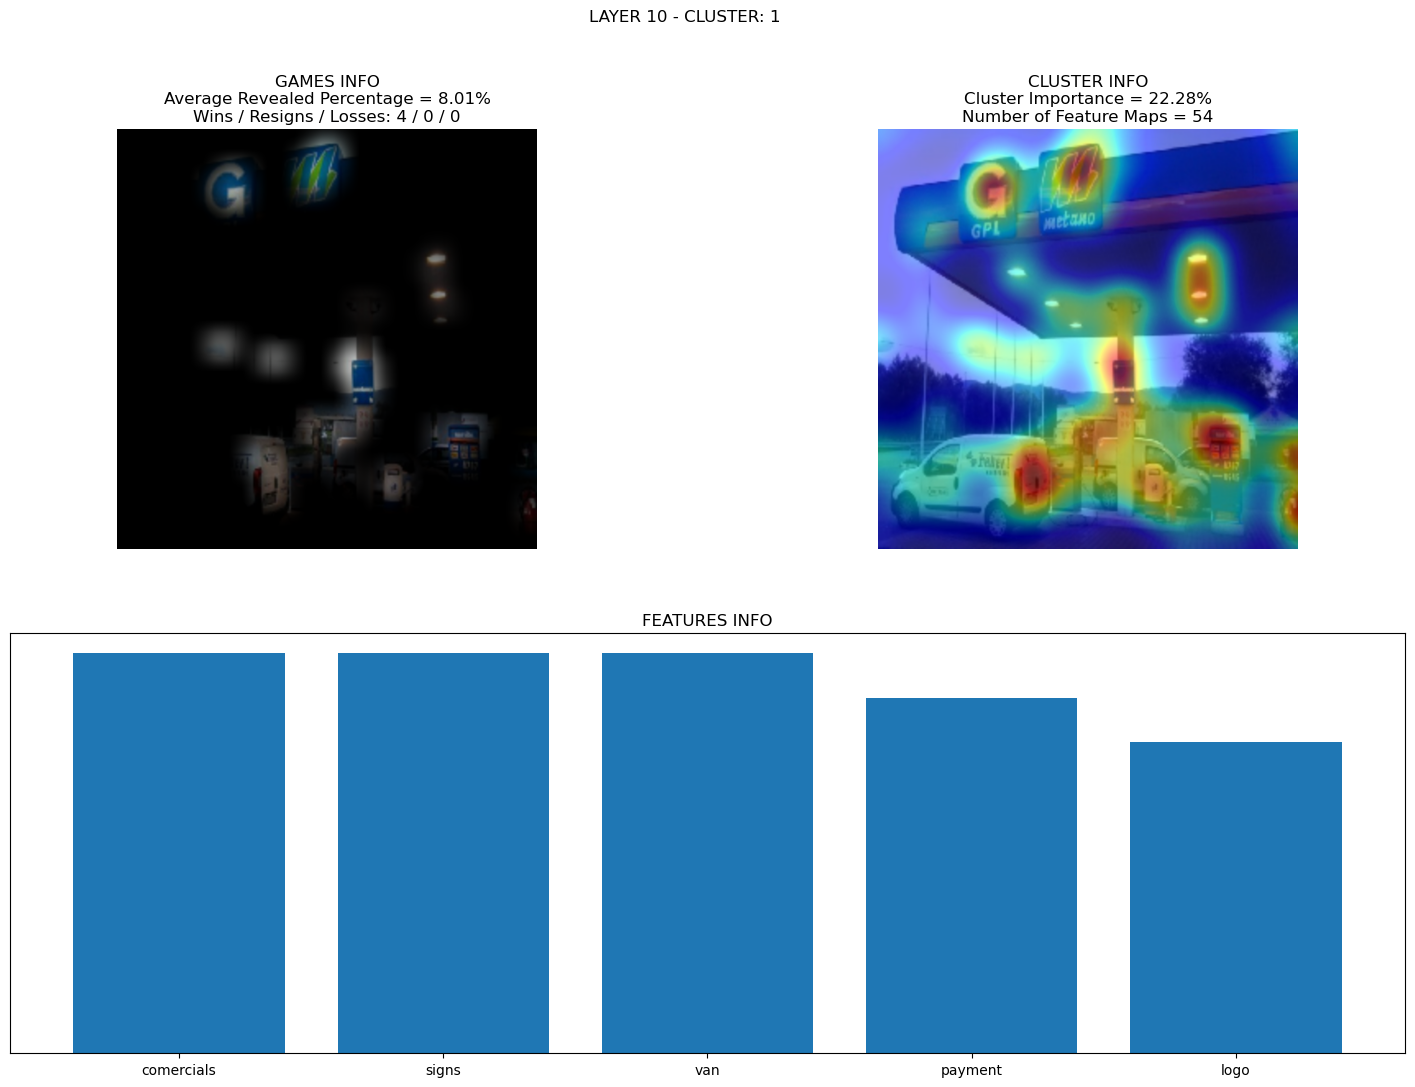 LAYER 10 - CLUSTER: 1
GAMES INFO
Average Revealed Percentage = 8.01%
Wins / Resigns / Losses: 4 / 0 / 0
G
CLUSTER INFO
Cluster Importance = 22.28%
Number of Feature Maps = 54
G
GPL
metano
FEATURES INFO
comercials
signs
van
payment
logo